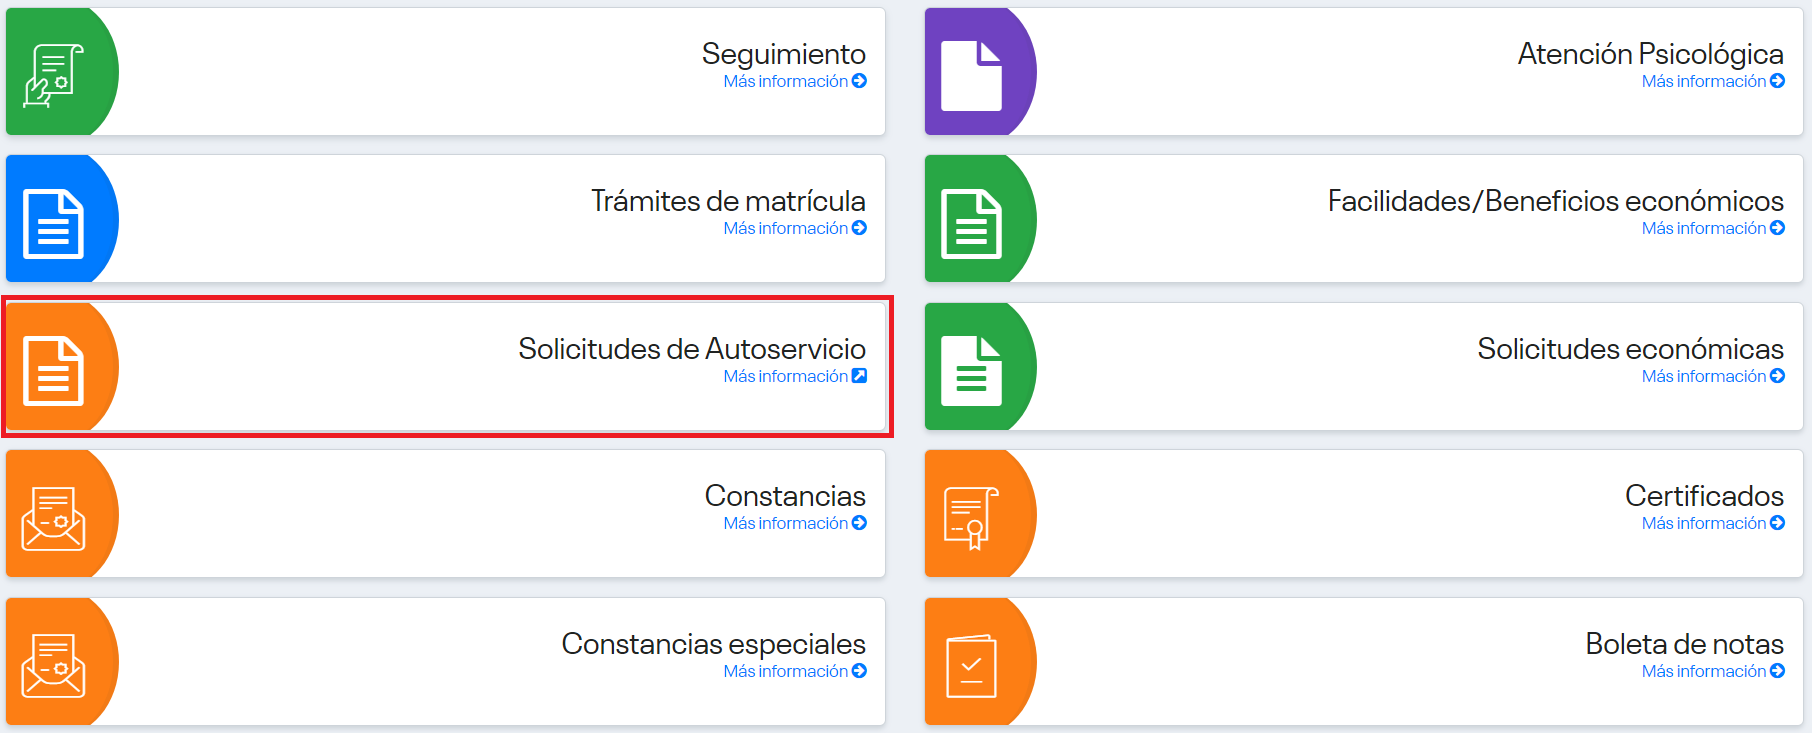 Seguimiento
Más información
Atención Psicológica
Más información
Trámites de matrícula
Más información
Facilidades/Beneficios económicos
Más información
Solicitudes de Autoservicio
Más información
Solicitudes económicas
Más información
Constancias
Más información
Certificados
Más información
Constancias especiales
Más información
Boleta de notas
Más información